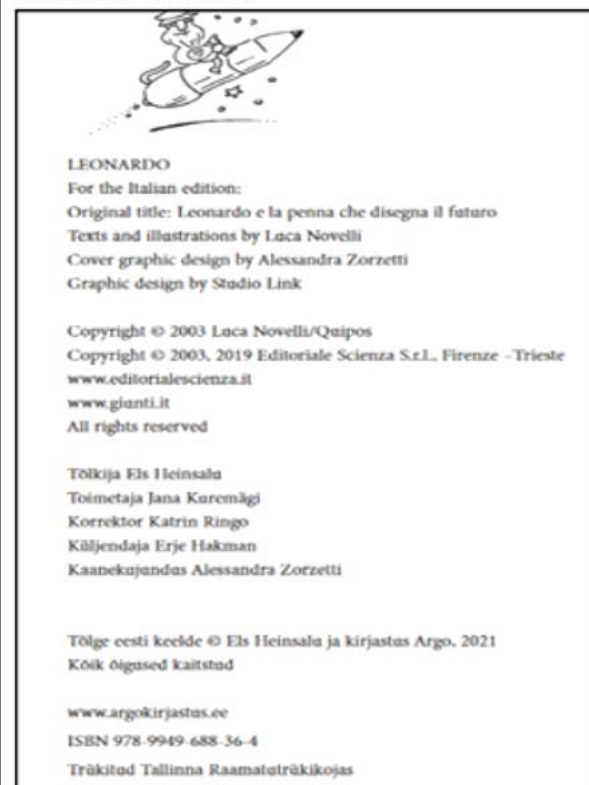 LEONARDO
For the Italian edition:
Original title: Leonardo e la penna che disegna il futuro
Texts and illustrations by Luca Novelli
Cover graphic design by Alessandra Zorzetti
Graphic design by Studio Link
Copyright © 2003 Luca Novelli/Quipos
Copyright © 2003, 2019 Editoriale Scienza S.r.l., Firenze – Trieste
www.editorialescienza.it
www.giunti.it
All rights reserved
Tõlkija Els Heinsalu
Toimetaja Jana Kuremägi
Korrektor Katrin Ringo
Küljendaja Erje Hakman
Kaanekujundus Alessandra Zorzetti
Tõlge eesti keelde © Els Heinsalu ja kirjastus Argo, 2021
Kõik õigused kaitstud
www.argokirjastus.ee
ISBN 978-9949-688-36-4
Trükitud Tallinna Raamatutrükikojas